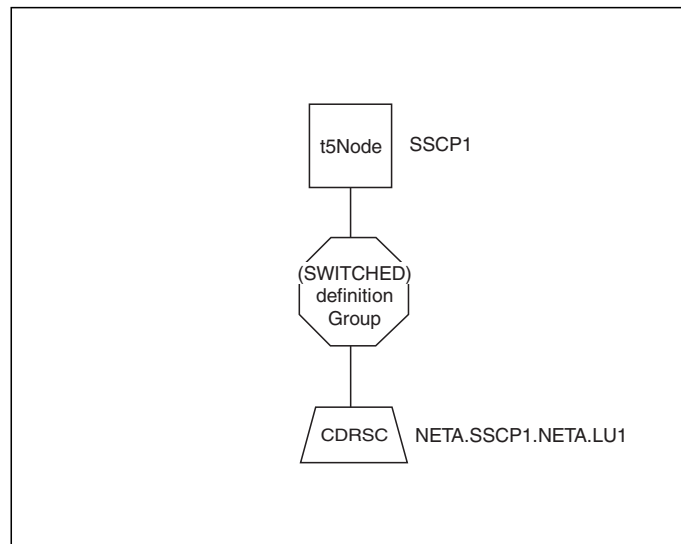 t5Node
SSCP1
(SWITCHED)
definition
Group
CDRSC
NETA.SSCP1.NETA.LU1